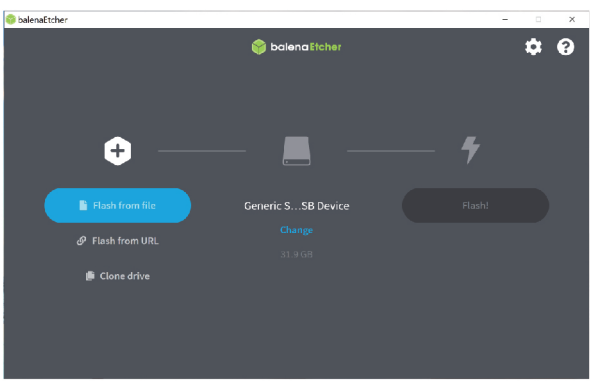 balenaEtcher
balenaEtcher
?
Flash from file
Generic S...SB Device
Flash!
Change
Flash from URL
31.9 GB
Clone drive